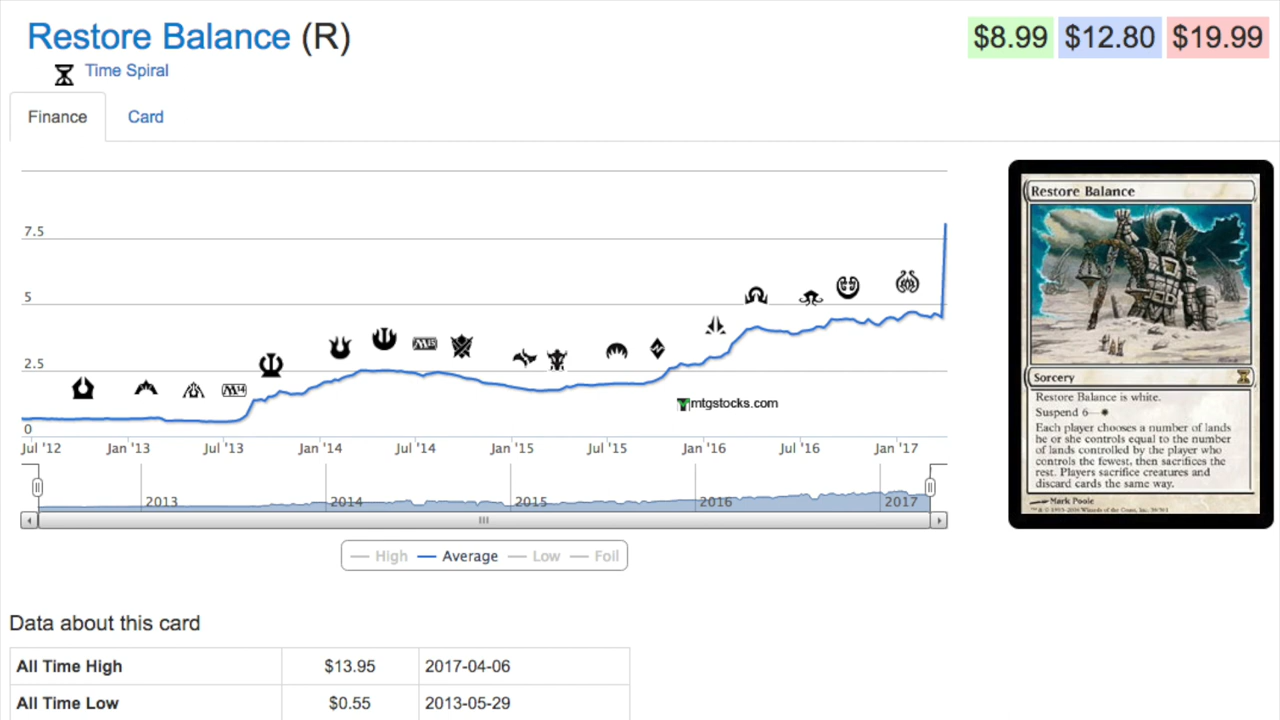 Restore Balance (R)
$8.99 $12.80 $19.99
Time Spiral
Finance Card
7.5
5
2.5
0
M14
M15
mtgstocks.com
Jul '12 Jan '13 Jul '13 Jan '14 Jul '14 Jan '15 Jul '15 Jan '16 Jul '16 Jan '17
2013 2014 2015 2016 2017
High Average Low Foil
Restore Balance
Sorcery
Restore Balance is white.
Suspend 6—
Each player chooses a number of lands
he or she controls equal to the number
of lands controlled by the player who
controls the fewest, then sacrifices the
rest. Players sacrifice creatures and
discard cards the same way.
Mark Poole
Data about this card
All Time High $13.95 2017-04-06
All Time Low $0.55 2013-05-29